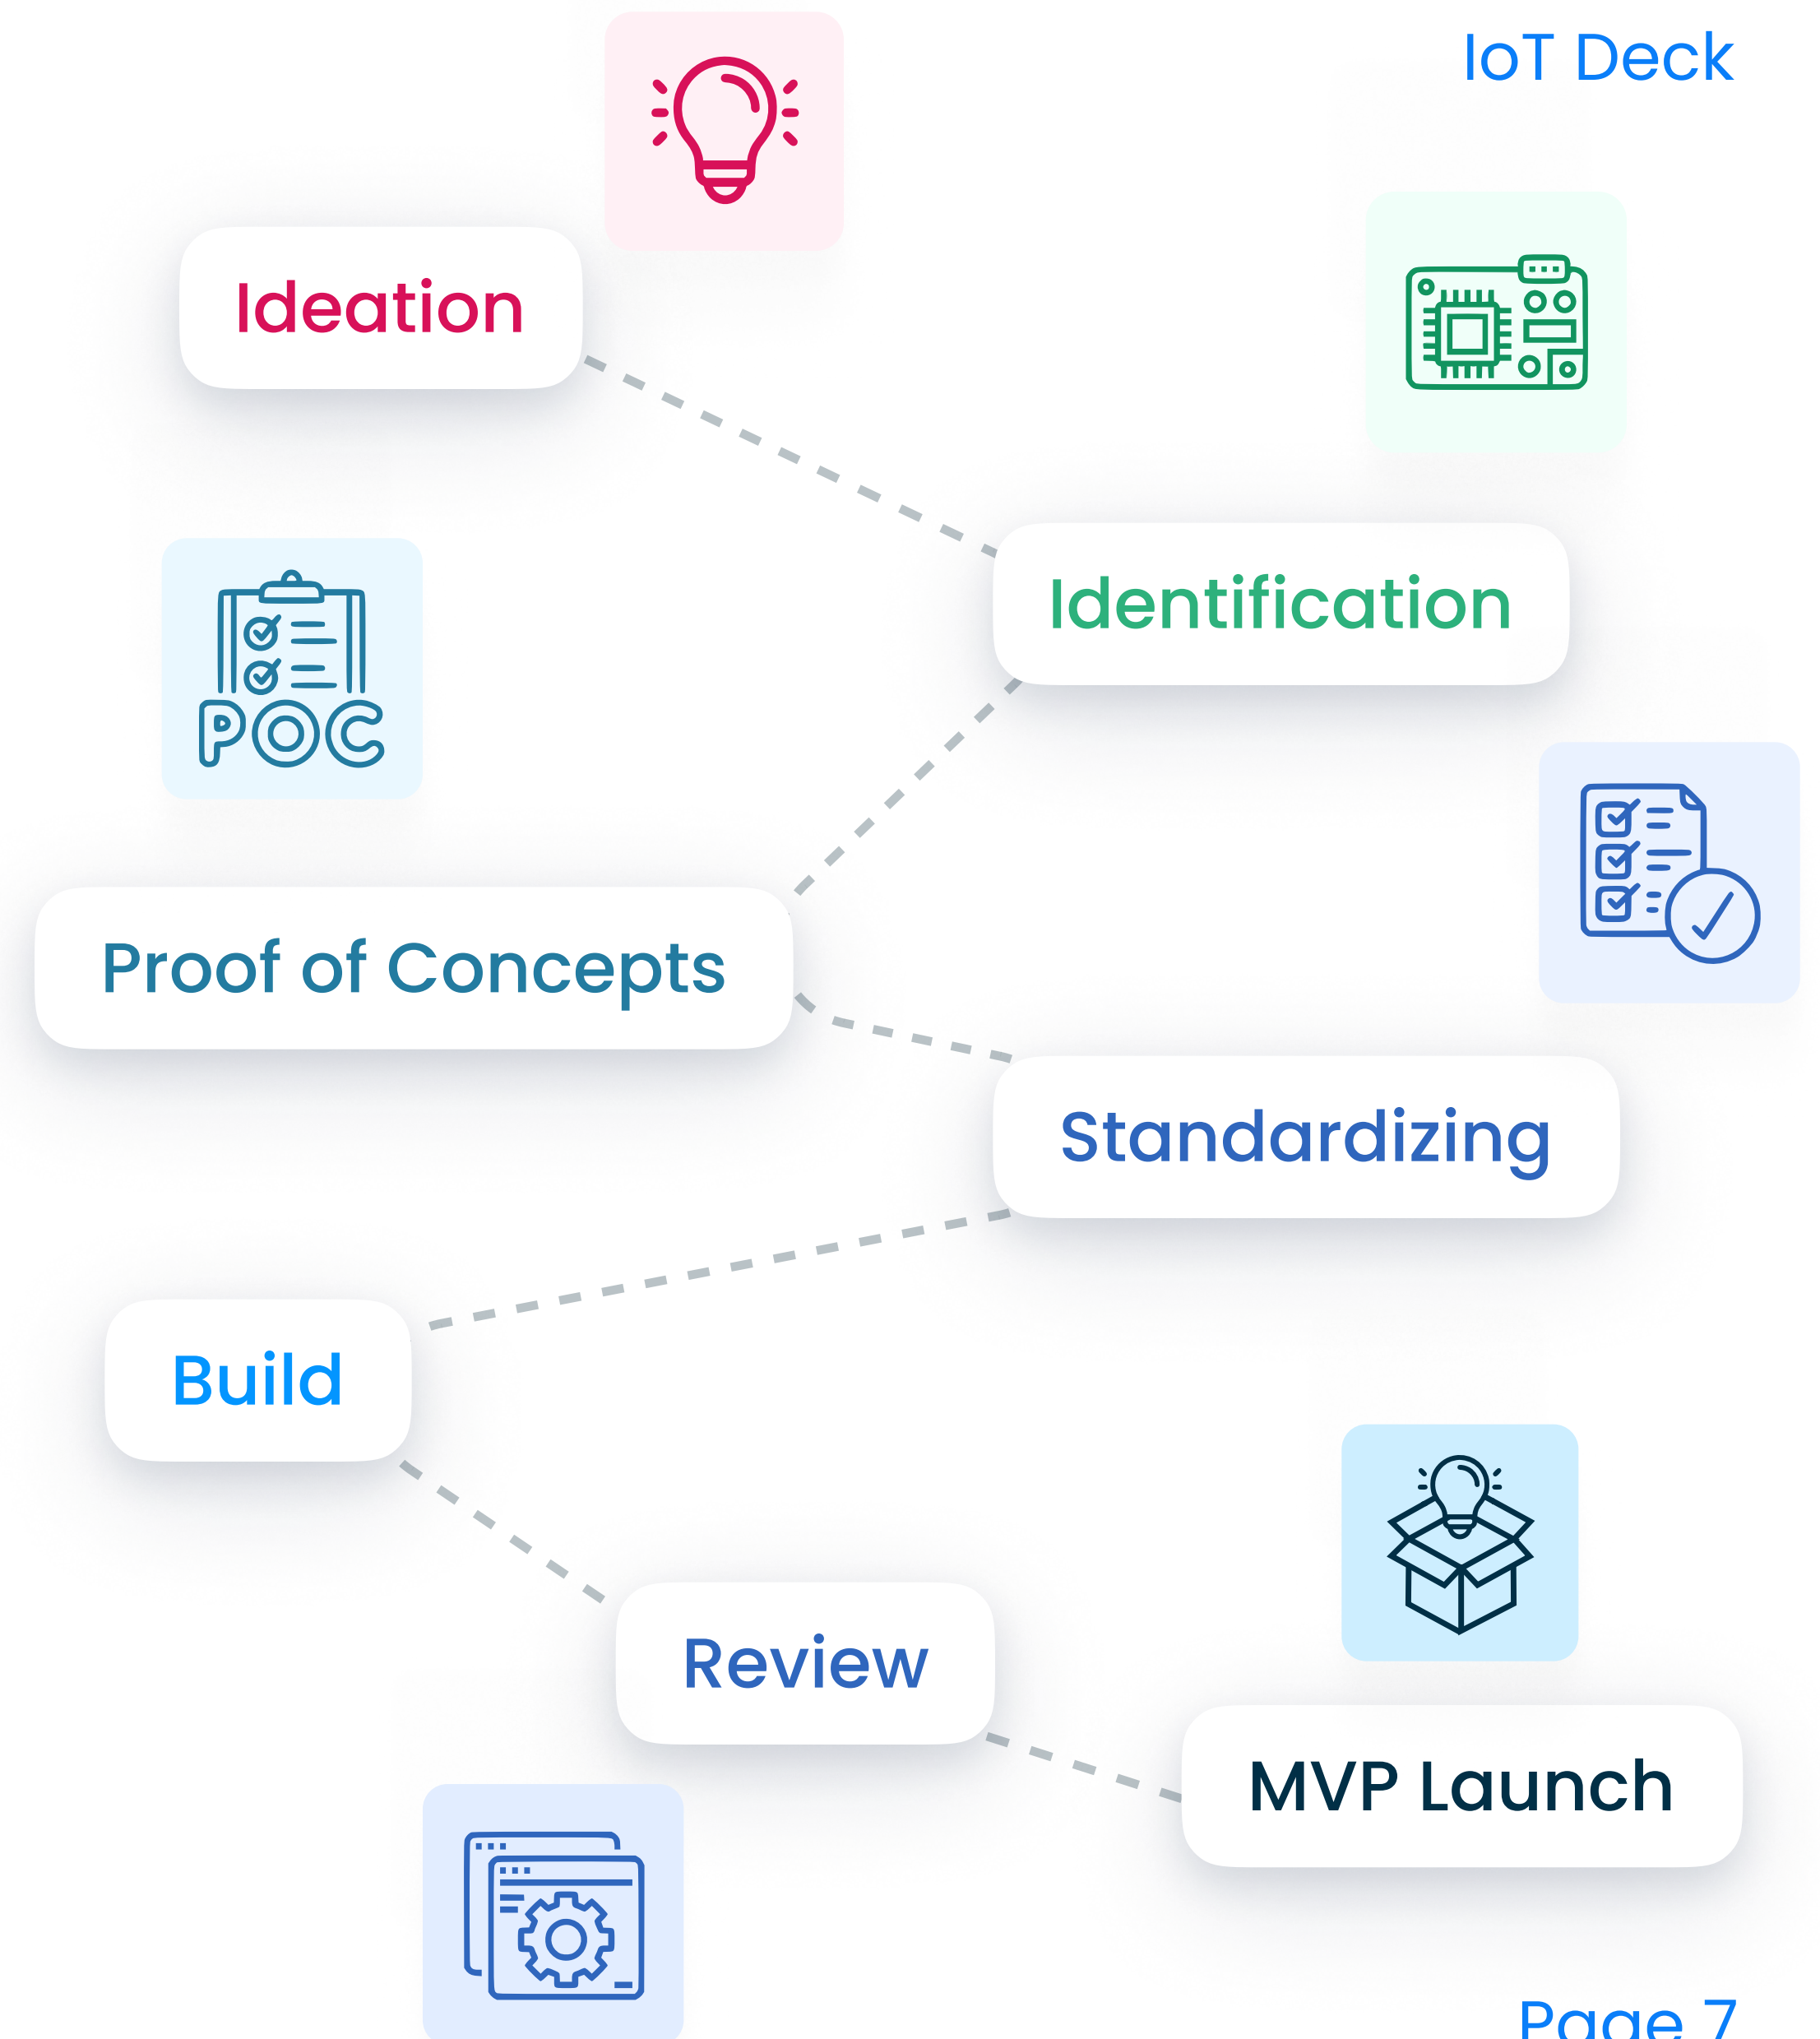 IoT Deck
Ideation
Identification
POC
Proof of Concepts
Standardizing
Build
Review
MVP Launch
Page 7